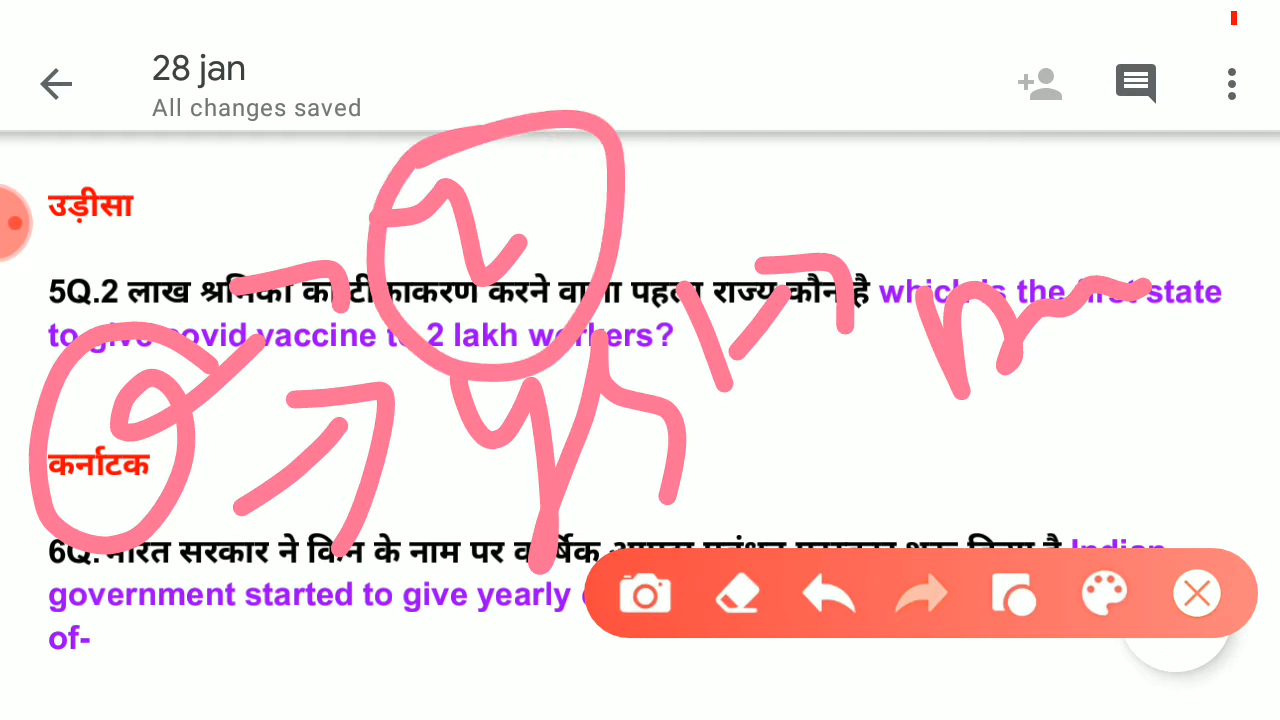 28 jan
All changes saved
उड़ीसा
5Q.2 लाख श्रमिकों का टीकाकरण करने वाला पहला राज्य कौन है which is the first state
to give covid vaccine to 2 lakh workers?
कर्नाटक
6Q. भारत सरकार ने किन के नाम पर वार्षिक
government started to give yearly
of-